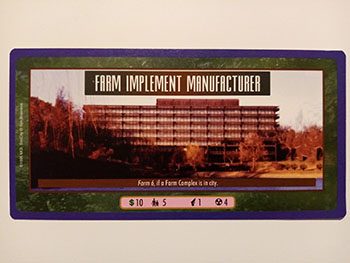 FARM IMPLEMENT MANUFACTURER
Farm 6, if a Farm Complex is in city.
$10 5 1 4